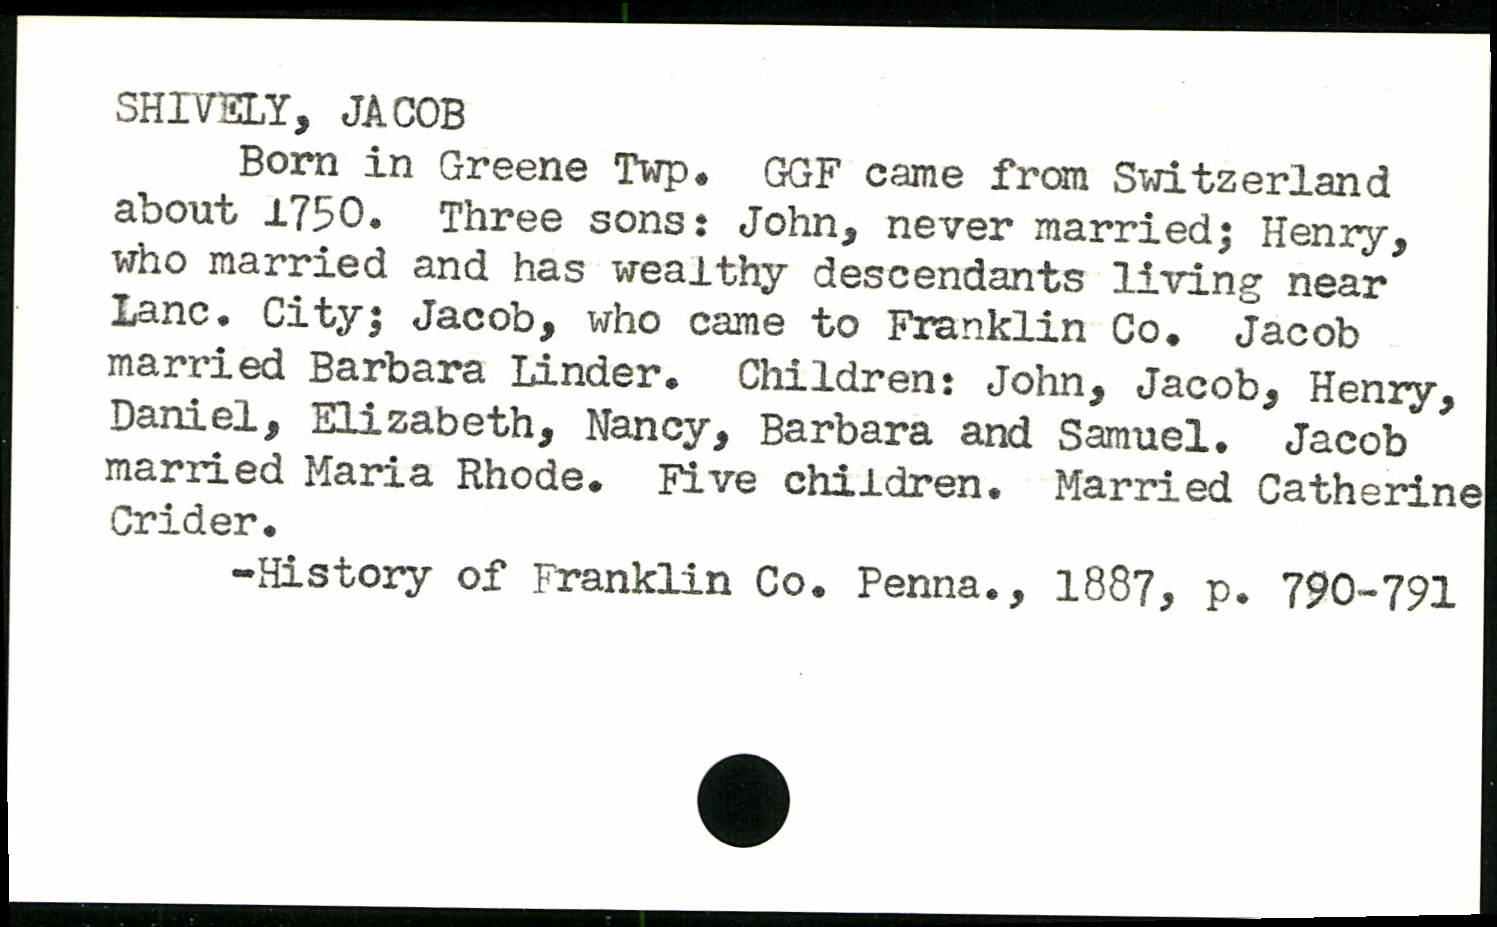 SHIVELY, JACOB
Born in Greene Twp. GGF came from Switzerland
about 1750. Three sons: John, never married; Henry,
who married and has wealthy descendants living near
Lanc. City; Jacob, who came to Franklin Co. Jacob
married Barbara Linder. Children: John, Jacob, Henry,
Daniel, Elizabeth, Nancy, Barbara and Samuel. Jacob
married Maria Rhode. Five children. Married Catherine
Crider.
-History of Franklin Co. Penna., 1887, p. 790-791